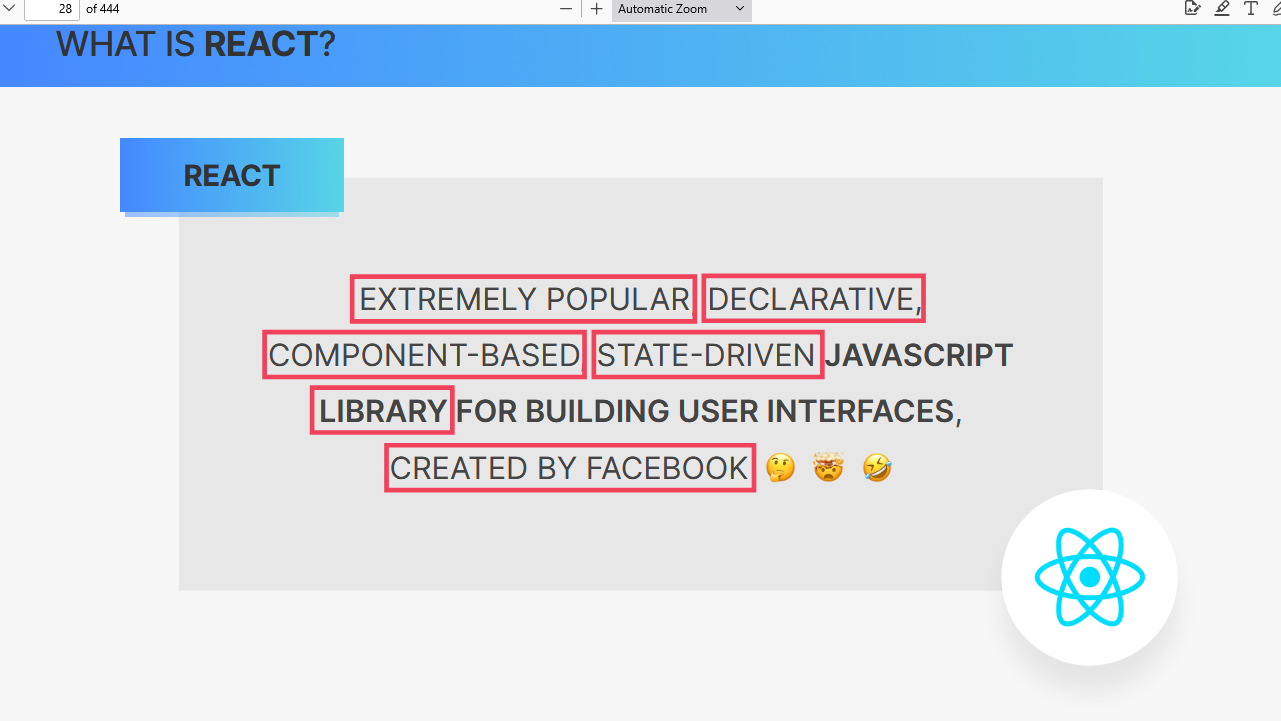 28 of 444
Automatic Zoom
WHAT IS REACT?
REACT
EXTREMELY POPULAR, DECLARATIVE,
COMPONENT-BASED, STATE-DRIVEN JAVASCRIPT
LIBRARY FOR BUILDING USER INTERFACES,
CREATED BY FACEBOOK 🤔 🤯 🤣